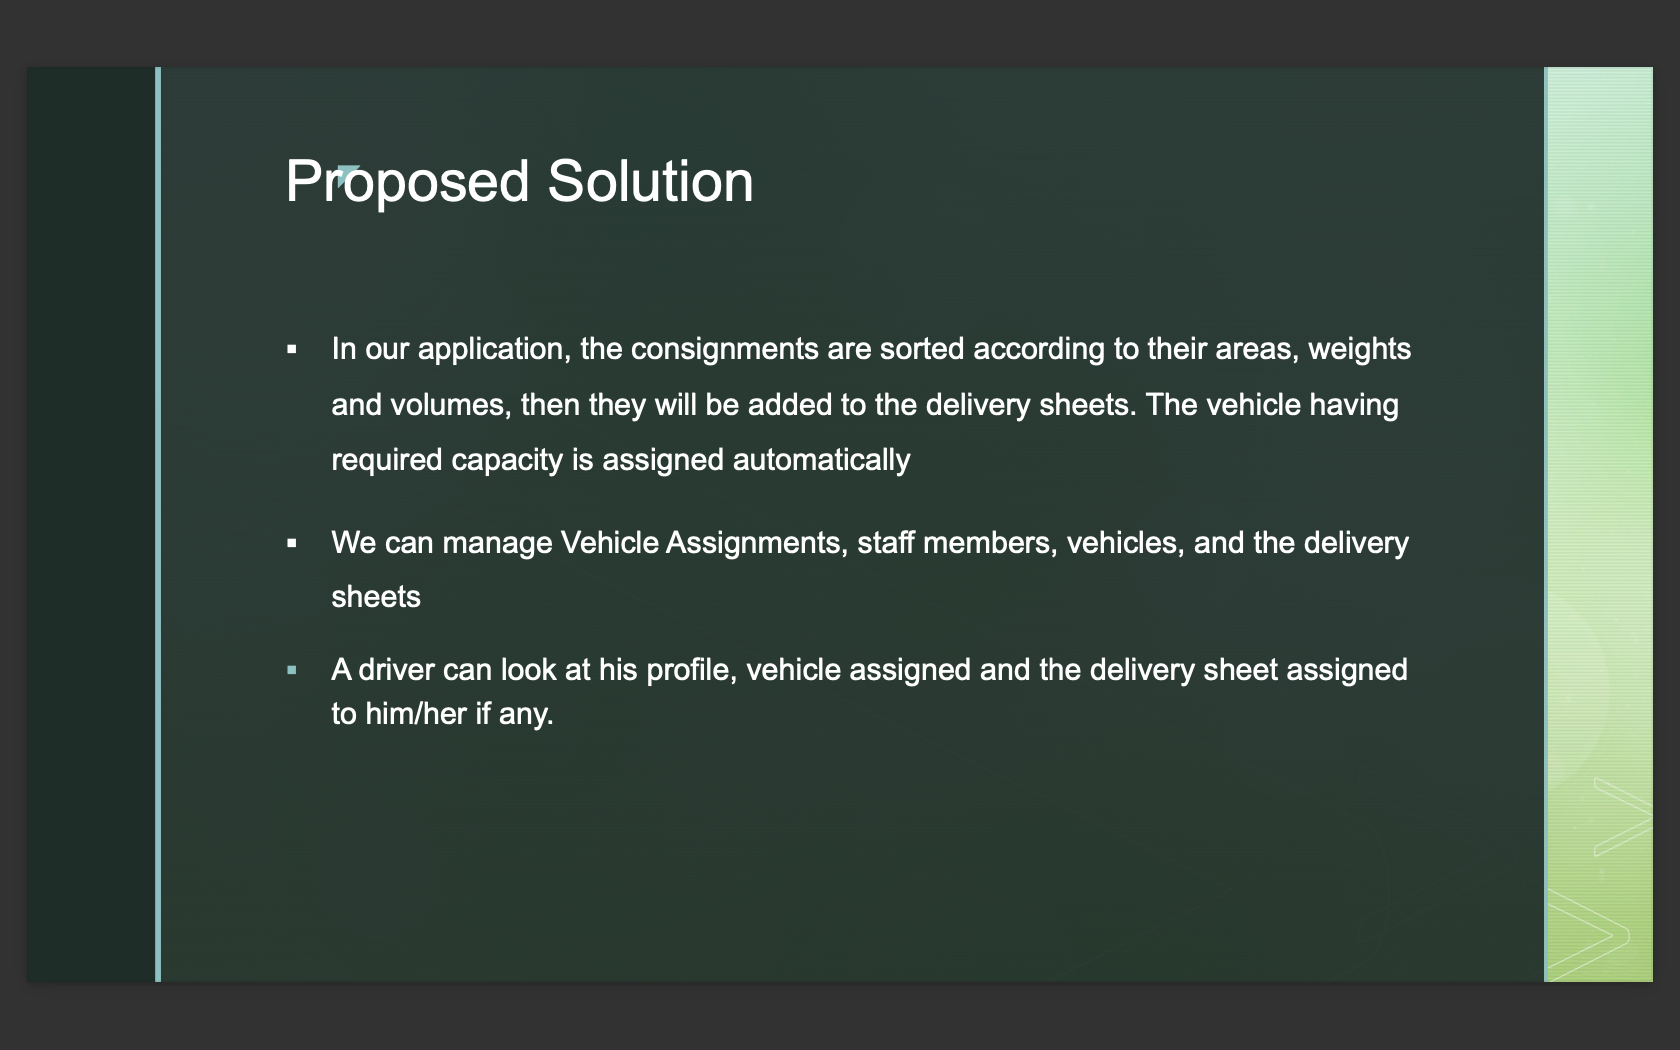 Proposed Solution
▪ In our application, the consignments are sorted according to their areas, weights
and volumes, then they will be added to the delivery sheets. The vehicle having
required capacity is assigned automatically
▪ We can manage Vehicle Assignments, staff members, vehicles, and the delivery
sheets
▪ A driver can look at his profile, vehicle assigned and the delivery sheet assigned
to him/her if any.